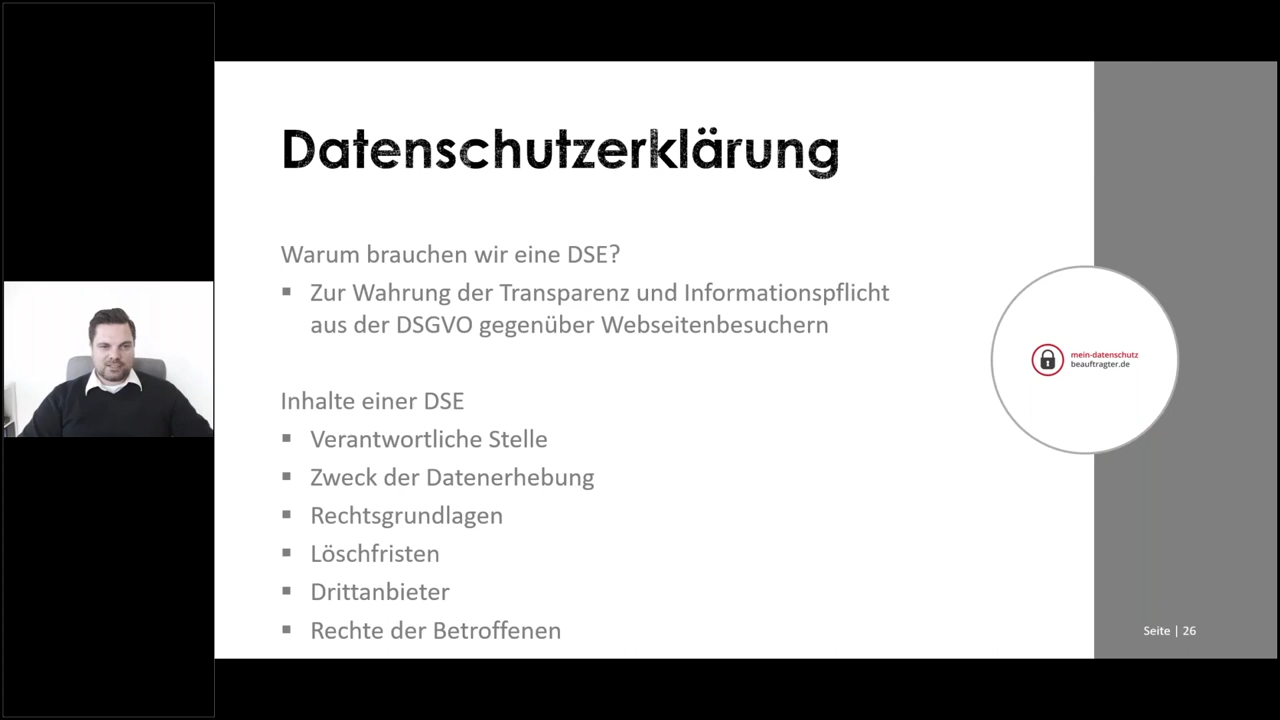 Datenschutzerklärung
Warum brauchen wir eine DSE?
▪ Zur Wahrung der Transparenz und Informationspflicht
aus der DSGVO gegenüber Webseitenbesuchern
Inhalte einer DSE
▪ Verantwortliche Stelle
▪ Zweck der Datenerhebung
▪ Rechtsgrundlagen
▪ Löschfristen
▪ Drittanbieter
▪ Rechte der Betroffenen
mein-datenschutz
beauftragter.de
Seite | 26